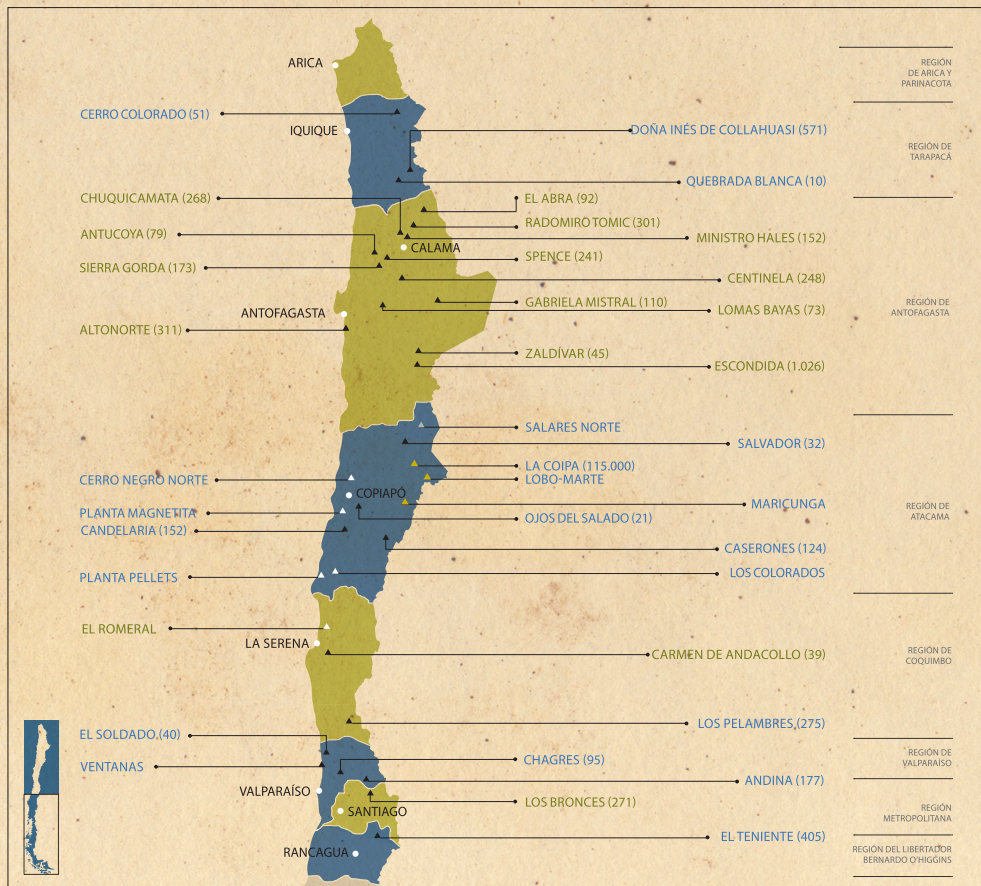 ARICA
REGIÓN
DE ARICA Y
PARINACOTA
CERRO COLORADO (51)
IQUIQUE
DOÑA INÉS DE COLLAHUASI (571)
REGIÓN DE
TARAPACÁ
QUEBRADA BLANCA (10)
CHUQUICAMATA (268)
EL ABRA (92)
RADOMIRO TOMIC (301)
ANTUCOYA (79)
MINISTRO HALES (152)
CALAMA
SPENCE (241)
SIERRA GORDA (173)
CENTINELA (248)
GABRIELA MISTRAL (110)
REGIÓN DE
ANTOFAGASTA
LOMAS BAYAS (73)
ANTOFAGASTA
ALTONORTE (311)
ZALDÍVAR (45)
ESCONDIDA (1.026)
SALARES NORTE
SALVADOR (32)
LA COIPA (115.000)
LOBO-MARTE
CERRO NEGRO NORTE
COPIAPÓ
MARICUNGA
REGIÓN DE
ATACAMA
PLANTA MAGNETITA
OJOS DEL SALADO (21)
CANDELARIA (152)
CASERONES (124)
LOS COLORADOS
PLANTA PELLETS
EL ROMERAL
LA SERENA
CARMEN DE ANDACOLLO (39)
REGIÓN DE
COQUIMBO
LOS PELAMBRES (275)
EL SOLDADO (40)
REGIÓN DE
VALPARAÍSO
CHAGRES (95)
VENTANAS
ANDINA (177)
VALPARAÍSO
LOS BRONCES (271)
SANTIAGO
REGIÓN
METROPOLITANA
EL TENIENTE (405)
RANCAGUA
REGIÓN DEL LIBERTADOR
BERNARDO O'HIGGINS